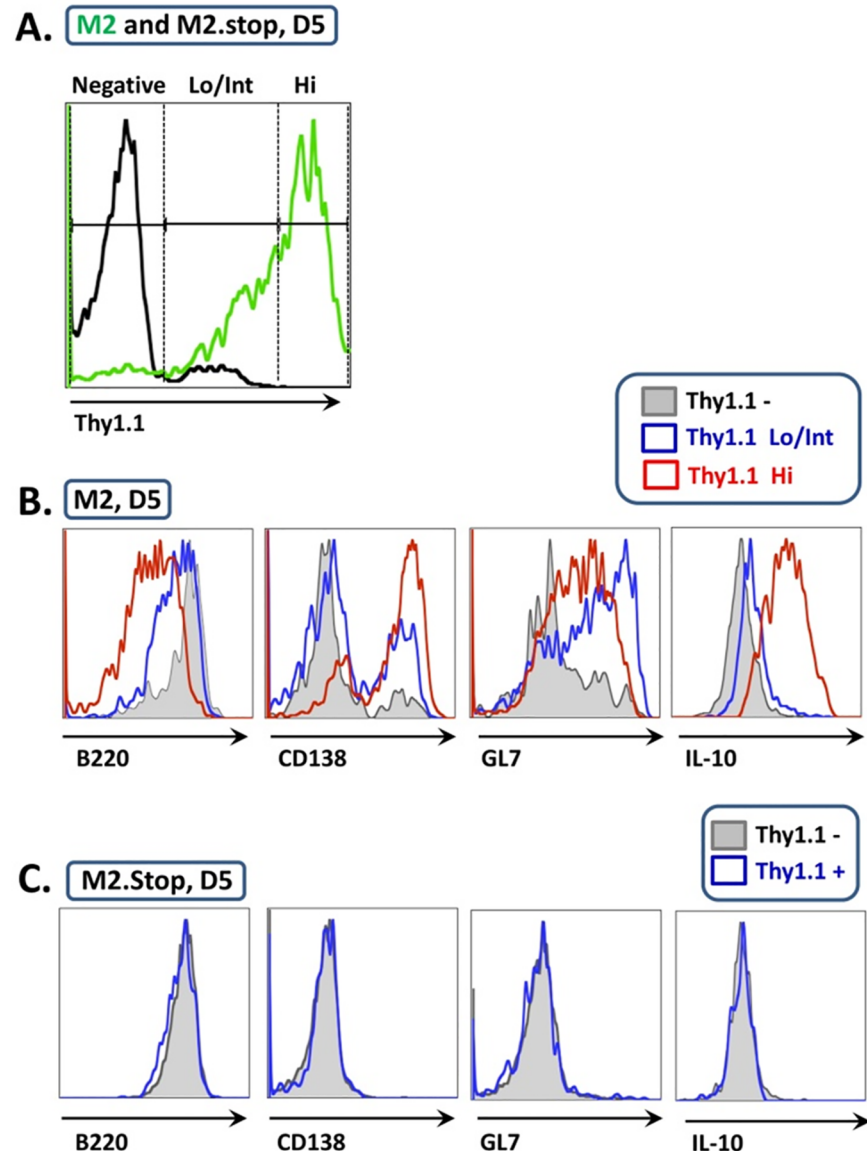 A. M2 and M2.stop, D5
Negative Lo/Int Hi
Thy1.1
Thy1.1 -
Thy1.1 Lo/Int
Thy1.1 Hi
B. M2, D5
B220 CD138 GL7 IL-10
Thy1.1 -
Thy1.1 +
C. M2.Stop, D5
B220 CD138 GL7 IL-10